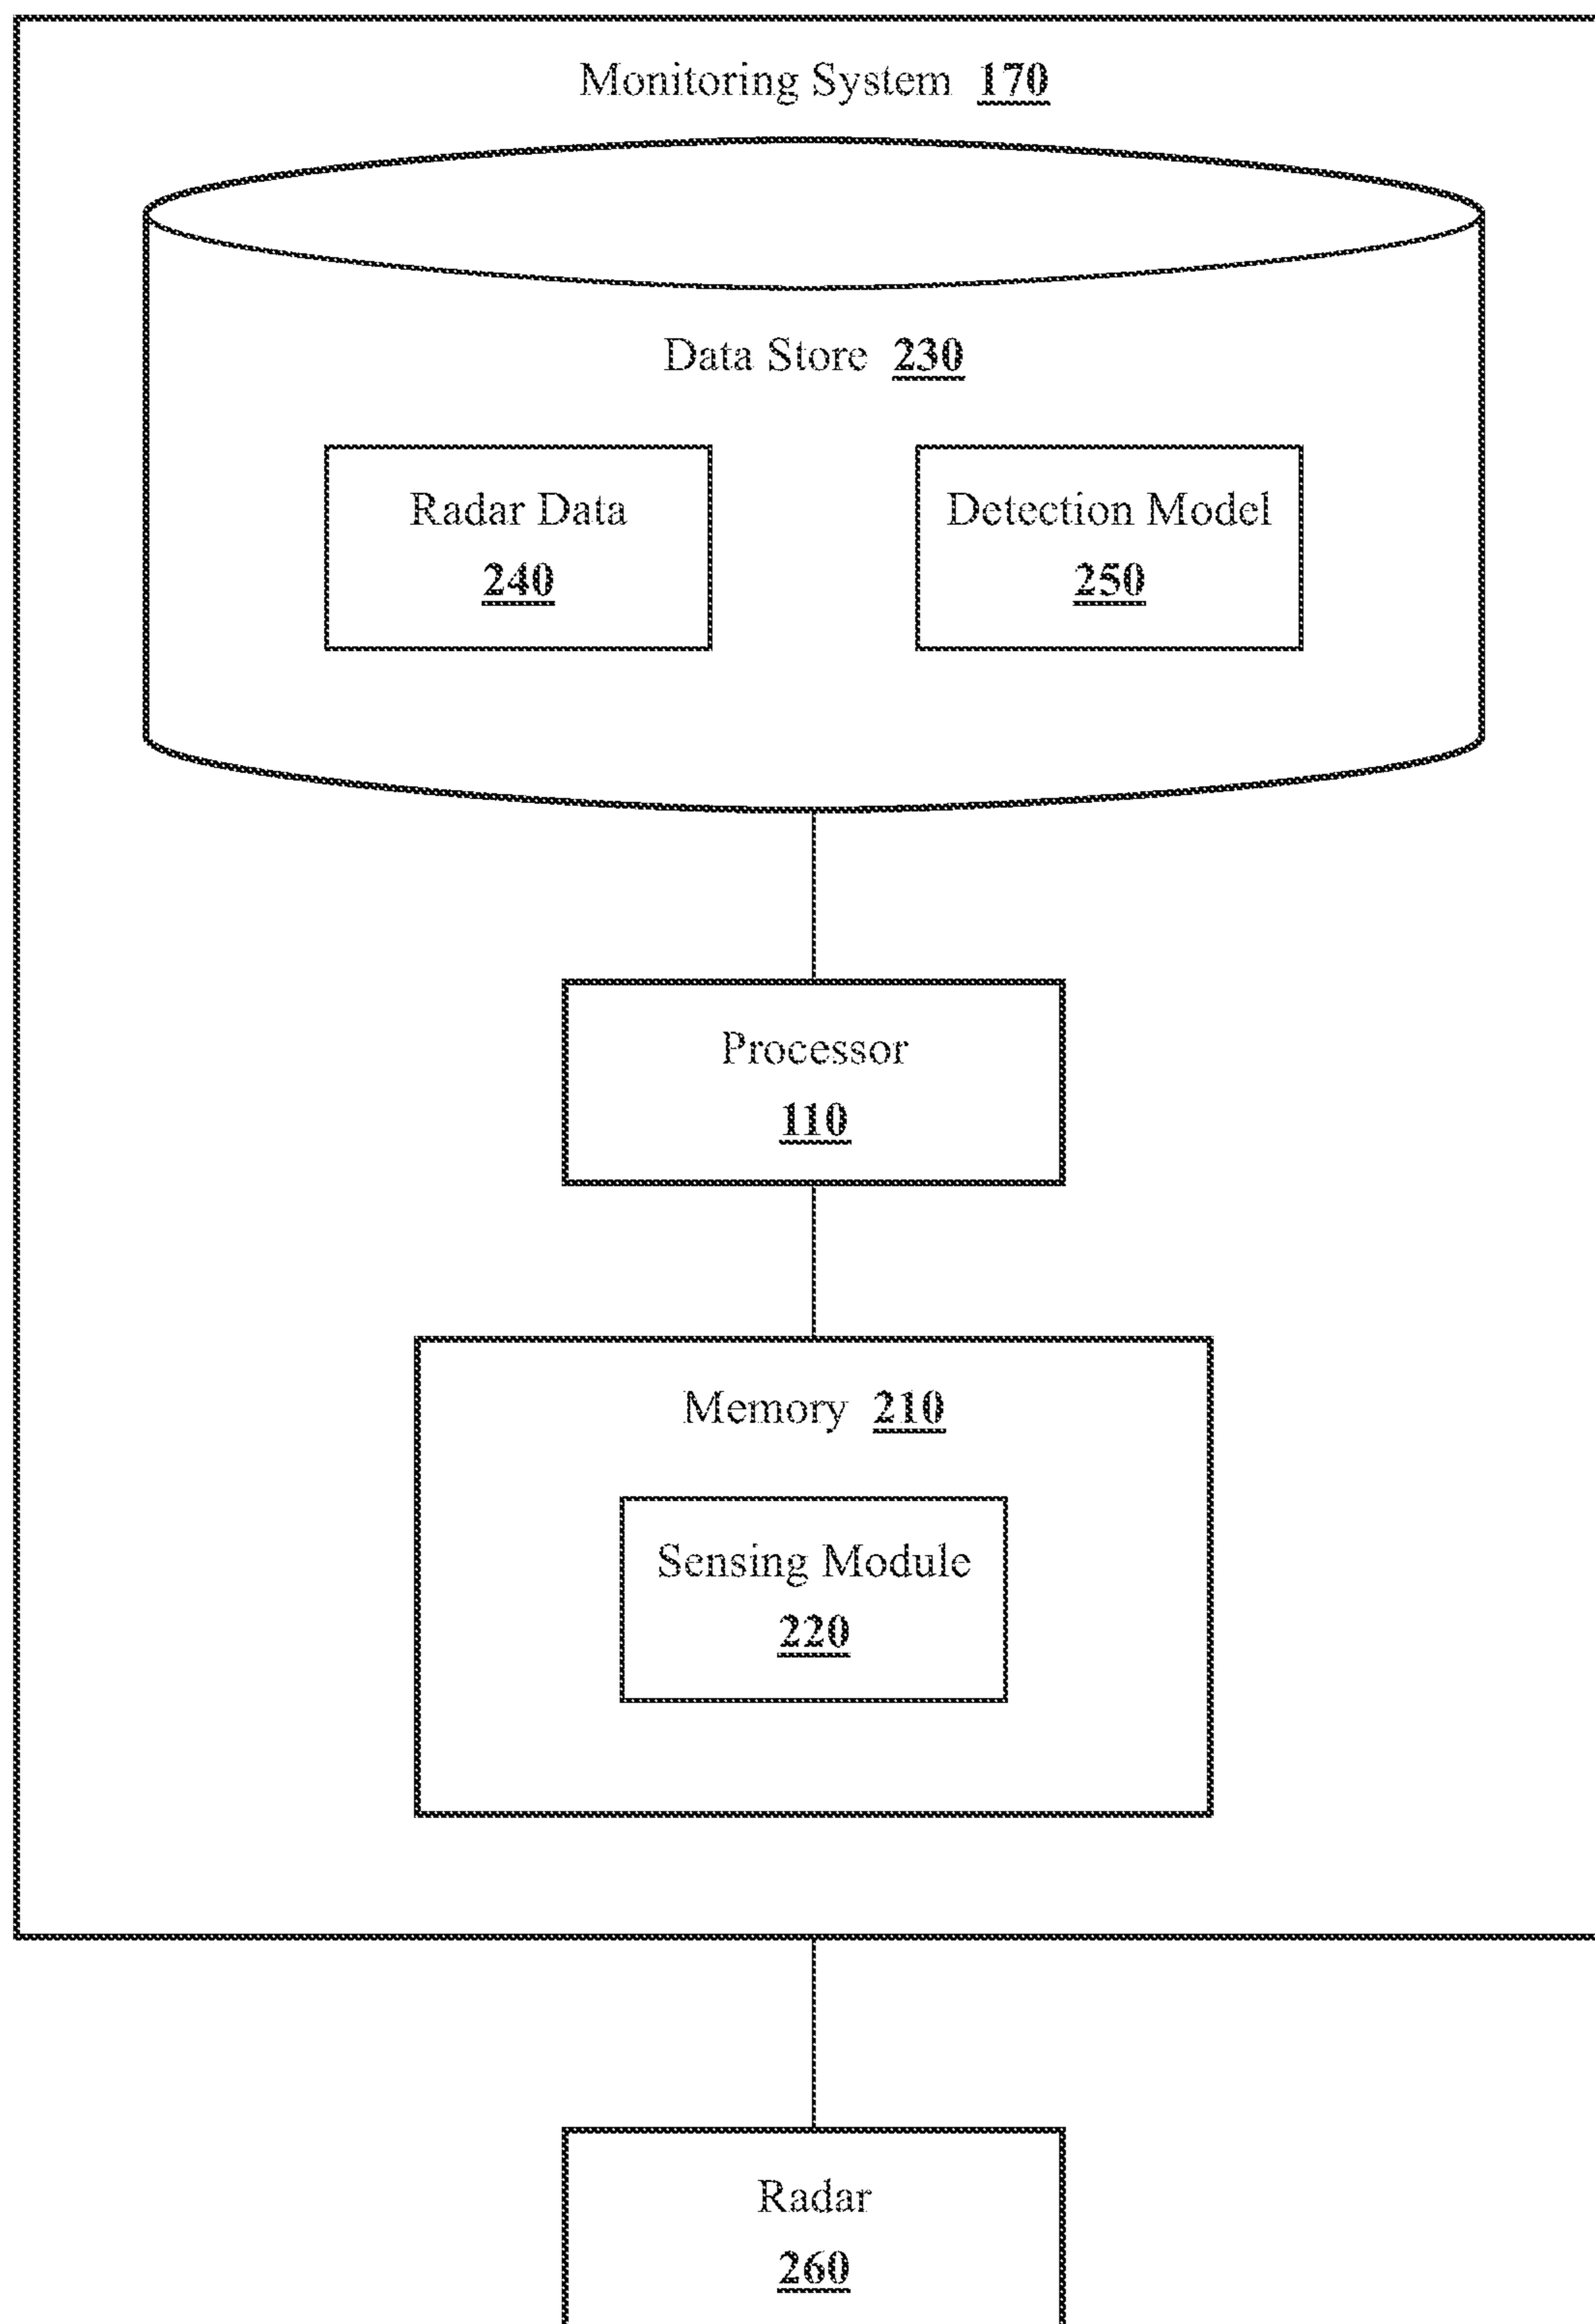 Monitoring System 170
Data Store 230
Radar Data
240
Detection Model
250
Processor
110
Memory 210
Sensing Module
220
Radar
260